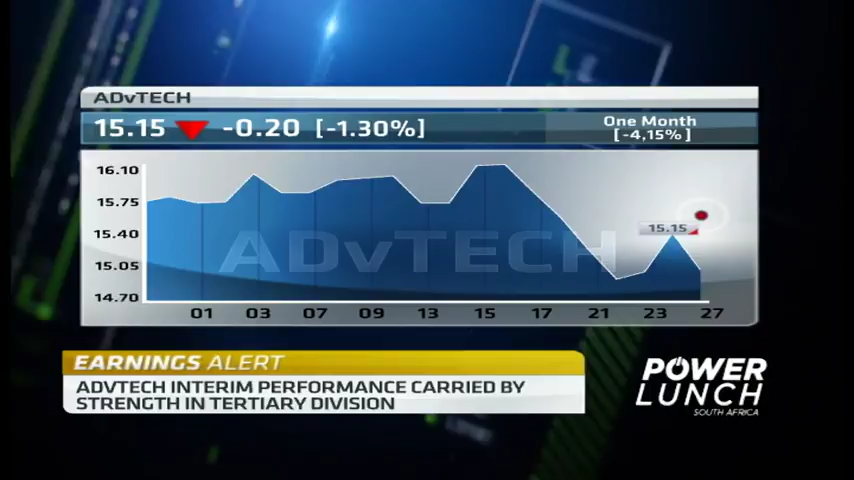 ADvTECH
15.15 -0.20 [-1.30%]
One Month
[-4,15%]
16.10
15.75
15.40
15.05
14.70
ADvTECH
15.15
01 03 07 09 13 15 17 21 23 27
EARNINGS ALERT
ADVTECH INTERIM PERFORMANCE CARRIED BY
STRENGTH IN TERTIARY DIVISION
POWER
LUNCH
SOUTH AFRICA